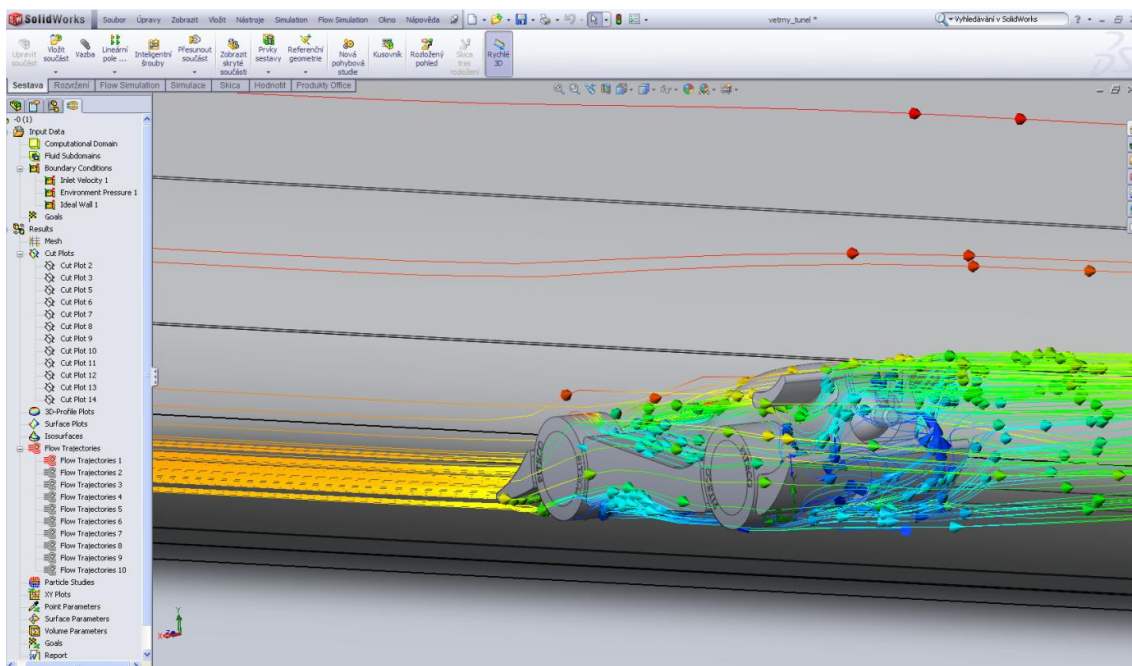 SolidWorks Soubor Úpravy Zobrazit Vložit Nástroje Simulation Flow Simulation Okno Nápověda vetrny_tunel * Vyhledávání v SolidWorks
Upravit součást
Vložit součást
Vazba
Lineární pole ...
Inteligentní šrouby
Přesunout součást
Zobrazit skryté součásti
Prvky sestavy
Referenční geometrie
Nová pohybová studie
Kusovník
Rozložený pohled
Skica tras rozložení
Rychlé 3D
Sestava Rozvržení Flow Simulation Simulace Skica Hodnotit Produkty Office
-0 (1)
Input Data
Computational Domain
Fluid Subdomains
Boundary Conditions
Inlet Velocity 1
Environment Pressure 1
Ideal Wall 1
Goals
Results
Mesh
Cut Plots
Cut Plot 2
Cut Plot 3
Cut Plot 5
Cut Plot 6
Cut Plot 7
Cut Plot 8
Cut Plot 9
Cut Plot 10
Cut Plot 11
Cut Plot 12
Cut Plot 13
Cut Plot 14
3D-Profile Plots
Surface Plots
Isosurfaces
Flow Trajectories
Flow Trajectories 1
Flow Trajectories 2
Flow Trajectories 3
Flow Trajectories 4
Flow Trajectories 5
Flow Trajectories 6
Flow Trajectories 7
Flow Trajectories 8
Flow Trajectories 9
Flow Trajectories 10
Particle Studies
XY Plots
Point Parameters
Surface Parameters
Volume Parameters
Goals
Report
Y
X